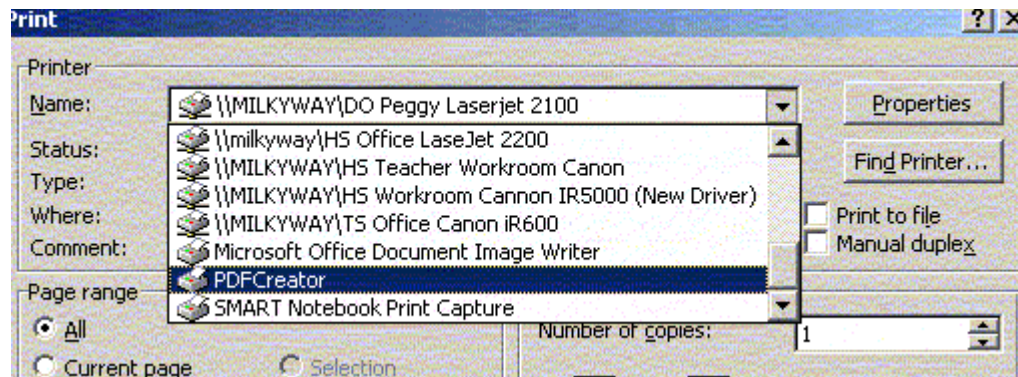 Print
Printer
Name:
\\MILKYWAY\DO Peggy Laserjet 2100
Properties
\\milkyway\HS Office LaseJet 2200
Status:
\\MILKYWAY\HS Teacher Workroom Canon
Find Printer...
Type:
\\MILKYWAY\HS Workroom Cannon IR5000 (New Driver)
Where:
\\MILKYWAY\TS Office Canon iR600
Print to file
Comment:
Microsoft Office Document Image Writer
Manual duplex
PDFCreator
Page range
SMART Notebook Print Capture
All
Number of copies:
1
Current page
Selection